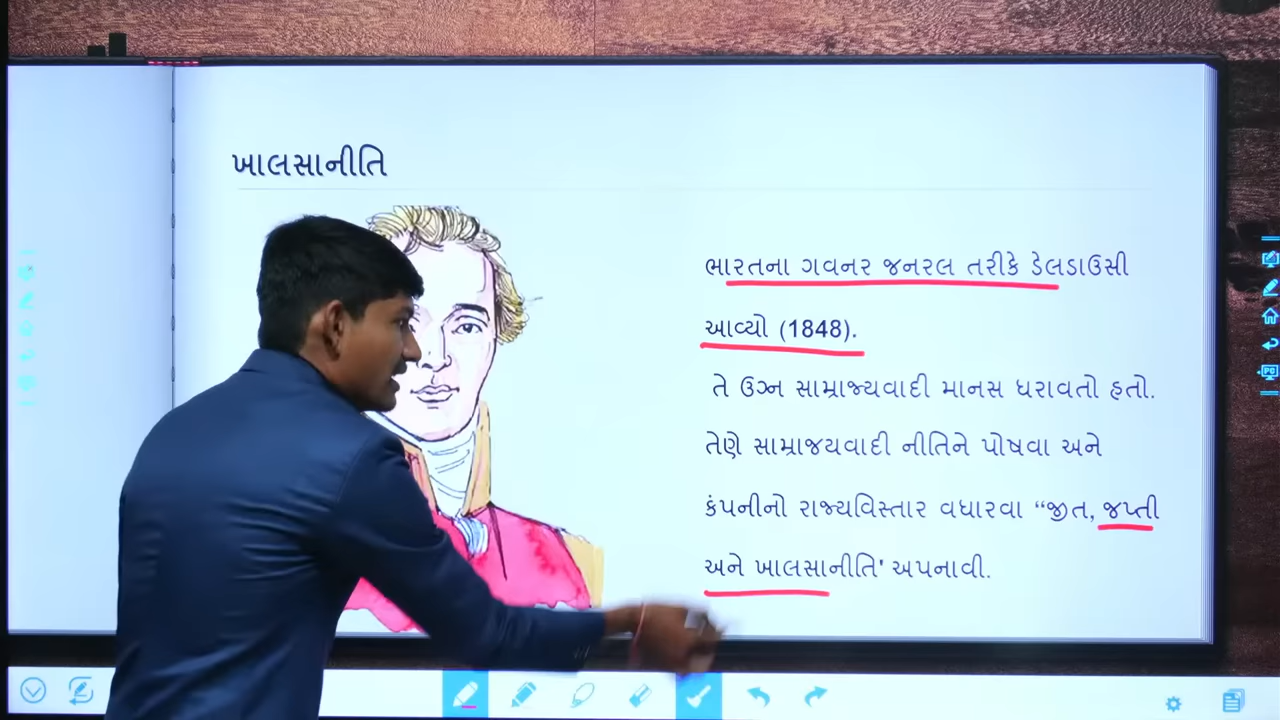 ખાલસાનીતિ
ભારતના ગવનર જનરલ તરીકે ડેલડાઉસી
આવ્યો (1848).
તે ઉગ્ન સામ્રાજ્યવાદી માનસ ધરાવતો હતો.
તેણે સામ્રાજયવાદી નીતિને પોષવા અને
કંપનીનો રાજ્યવિસ્તાર વધારવા “જીત, જપ્તી
અને ખાલસાનીતિ' અપનાવી.
PC